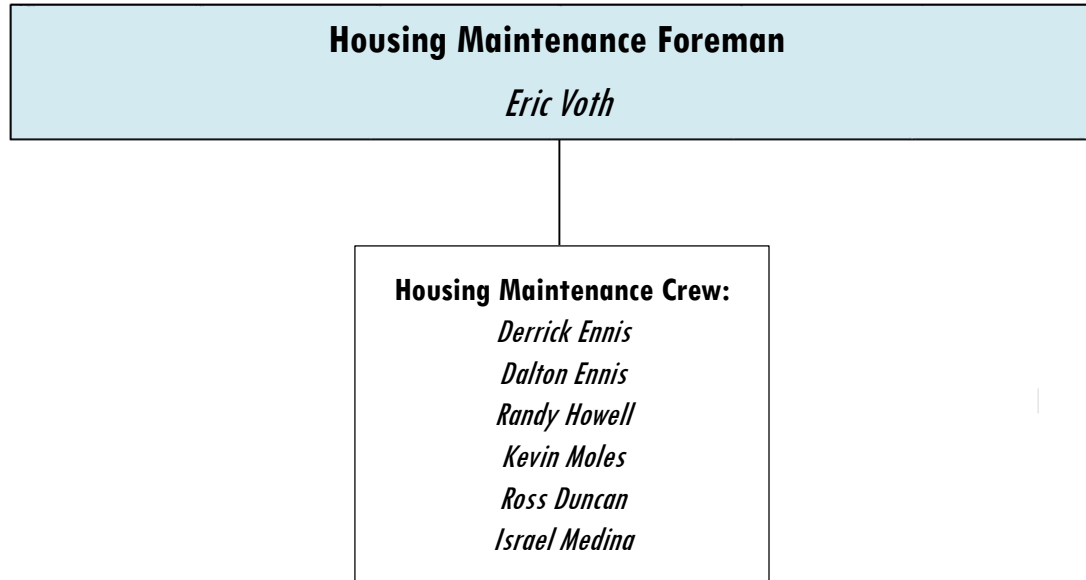 Housing Maintenance Foreman
Eric Voth
Housing Maintenance Crew:
Derrick Ennis
Dalton Ennis
Randy Howell
Kevin Moles
Ross Duncan
Israel Medina